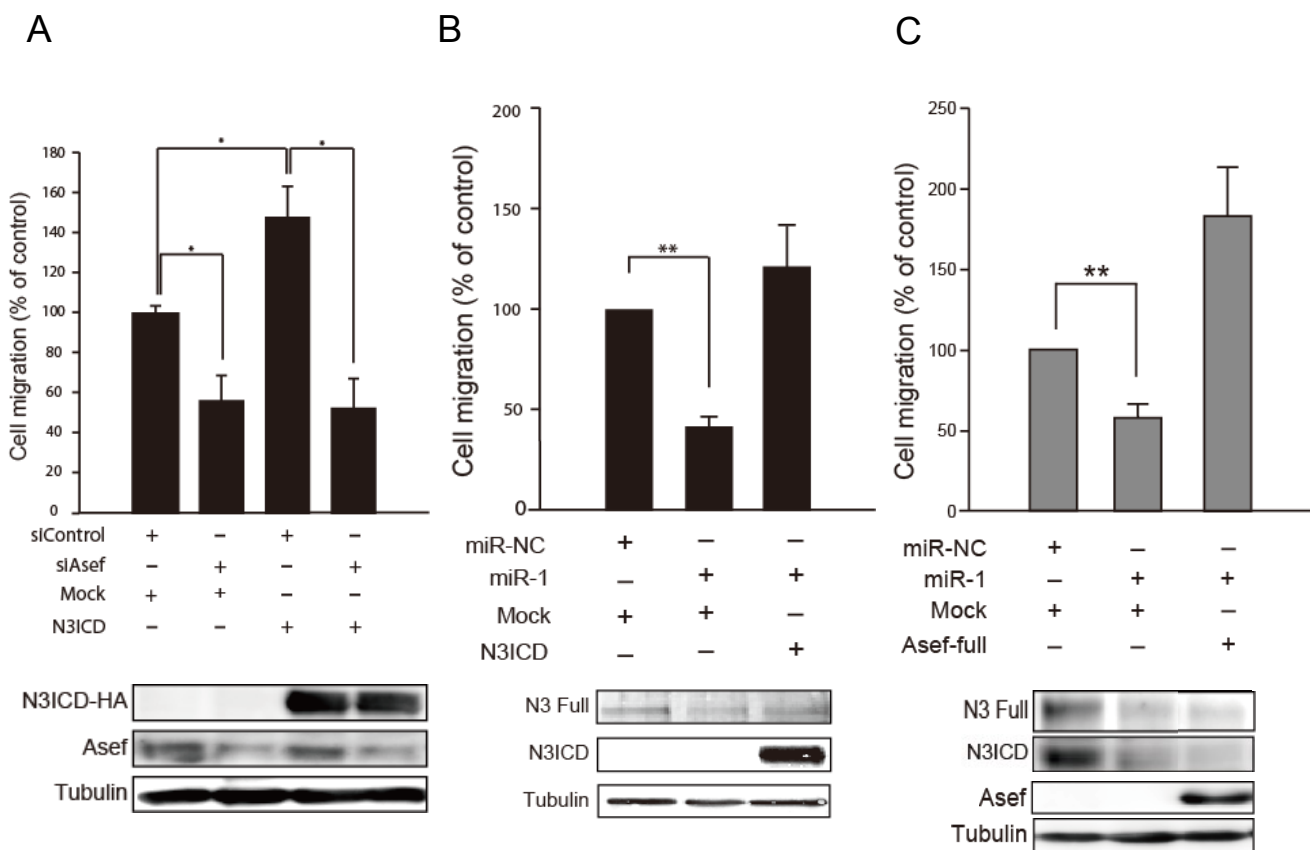 A
B
C
Cell migration (% of control)
180
160
140
120
100
80
60
40
20
0
*
*
*
siControl + – + –
siAsef – + – +
Mock + + – –
N3ICD – – + +
N3ICD-HA
Asef
Tubulin
Cell migration (% of control)
200
150
100
50
0
**
miR-NC + – –
miR-1 – + +
Mock + + –
N3ICD – – +
N3 Full
N3ICD
Tubulin
Cell migration (% of control)
250
200
150
100
50
0
**
miR-NC + – –
miR-1 – + +
Mock + + –
Asef-full – – +
N3 Full
N3ICD
Asef
Tubulin